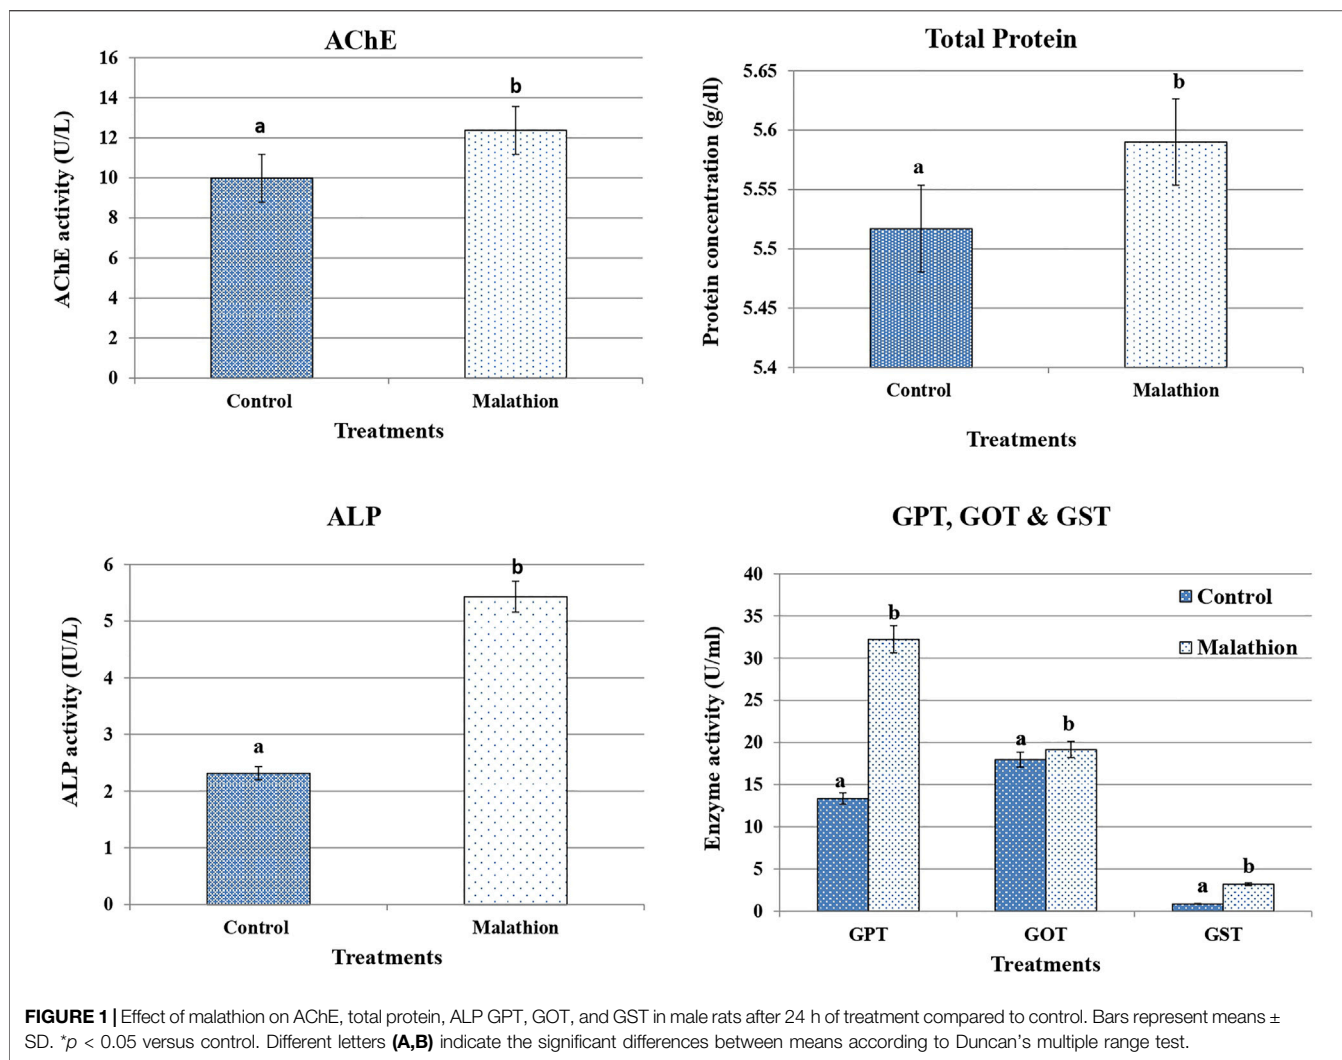 AChE
16
14
12
10
8
6
4
2
0
AChE activity (U/L)
a
b
Control
Malathion
Treatments
Total Protein
5.65
5.6
5.55
5.5
5.45
5.4
Protein concentration (g/dl)
a
b
Control
Malathion
Treatments
ALP
6
5
4
3
2
1
0
ALP activity (IU/L)
a
b
Control
Malathion
Treatments
GPT, GOT & GST
40
35
30
25
20
15
10
5
0
Enzyme activity (U/ml)
a
b
a
b
a
b
Control
Malathion
GPT
GOT
GST
Treatments
FIGURE 1 | Effect of malathion on AChE, total protein, ALP GPT, GOT, and GST in male rats after 24 h of treatment compared to control. Bars represent means ±
SD. *p < 0.05 versus control. Different letters (A,B) indicate the significant differences between means according to Duncan's multiple range test.